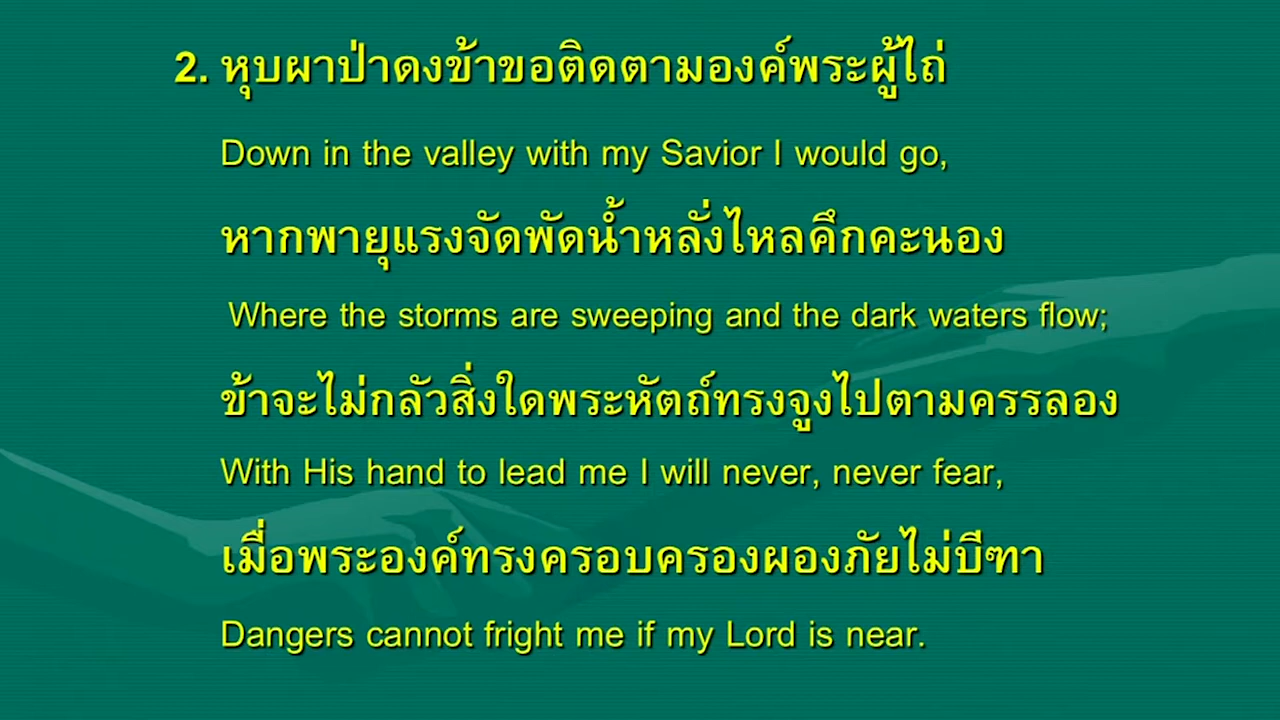 2. หุบผาป่าดงข้าขอติดตามองค์พระผู้ไถ่
Down in the valley with my Savior I would go,
หากพายุแรงจัดพัดน้ำหลั่งไหลคึกคะนอง
Where the storms are sweeping and the dark waters flow;
ข้าจะไม่กลัวสิ่งใดพระหัตถ์ทรงจูงไปตามครรลอง
With His hand to lead me I will never, never fear,
เมื่อพระองค์ทรงครอบครองผองภัยไม่บีฑา
Dangers cannot fright me if my Lord is near.